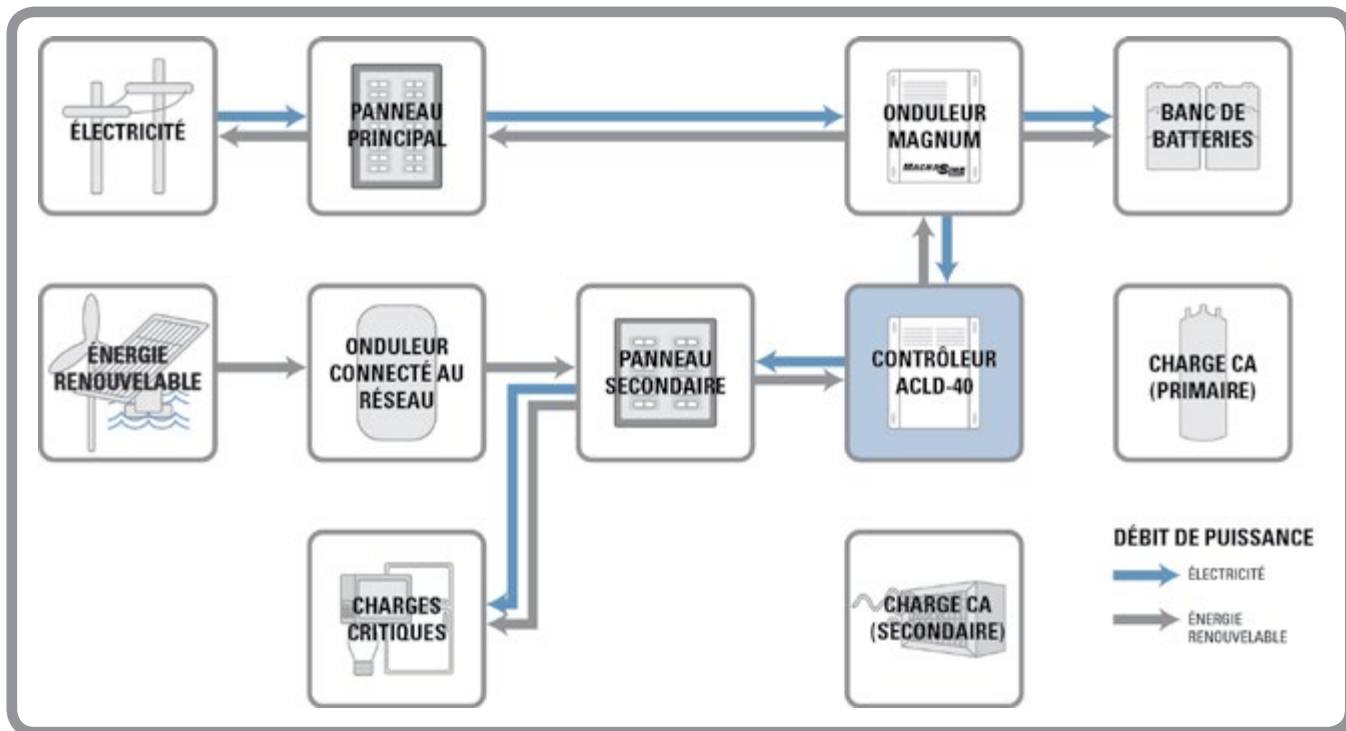 ÉLECTRICITÉ
PANNEAU
PRINCIPAL
ONDULEUR
MAGNUM
MAGNASINE
BANC DE
BATTERIES
ÉNERGIE
RENOUVELABLE
ONDULEUR
CONNECTÉ AU
RÉSEAU
PANNEAU
SECONDAIRE
CONTRÔLEUR
ACLD-40
CHARGE CA
(PRIMAIRE)
CHARGES
CRITIQUES
CHARGE CA
(SECONDAIRE)
DÉBIT DE PUISSANCE
ÉLECTRICITÉ
ÉNERGIE
RENOUVELABLE